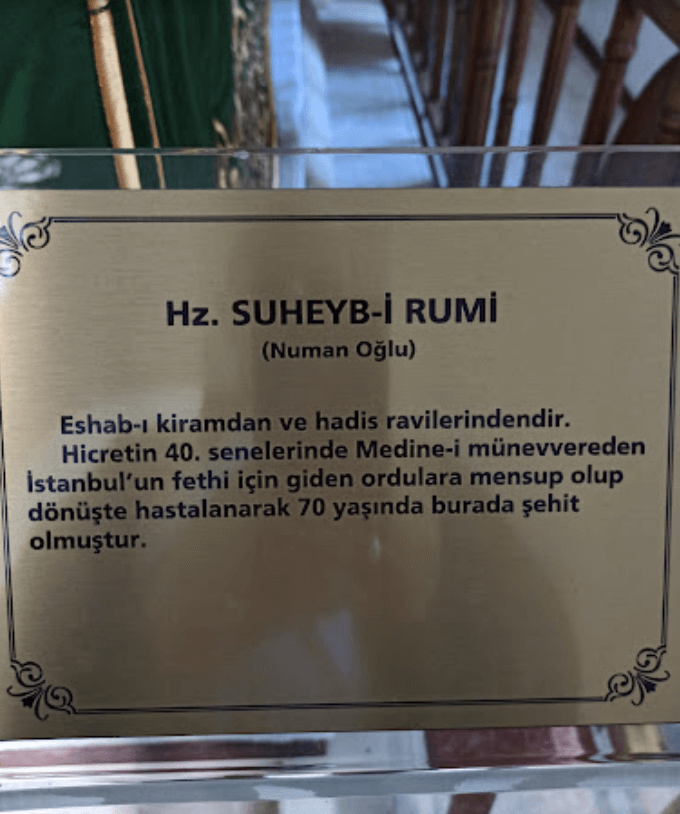 Hz. SUHEYB-İ RUMİ
(Numan Oğlu)
Eshab-ı kiramdan ve hadis ravilerindendir.
Hicretin 40. senelerinde Medine-i münevvereden
İstanbul'un fethi için giden ordulara mensup olup
dönüşte hastalanarak 70 yaşında burada şehit
olmuştur.